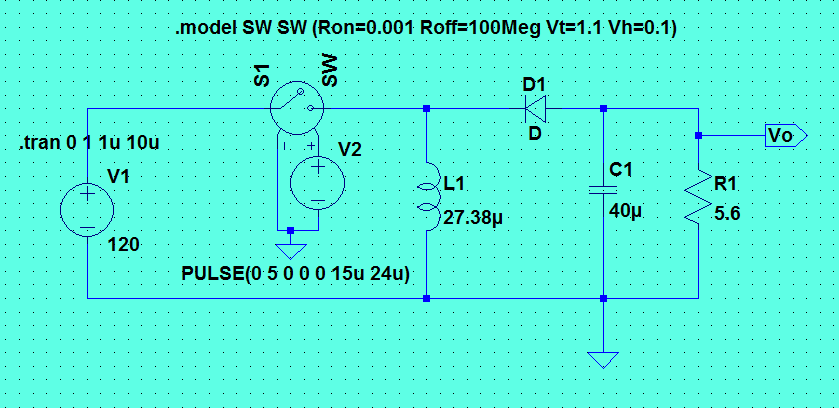 .model SW SW (Ron=0.001 Roff=100Meg Vt=1.1 Vh=0.1)
S1
SW
D1
D
Vo
.tran 0 1 1u 10u
V1
120
V2
L1
27.38µ
C1
40µ
R1
5.6
PULSE(0 5 0 0 0 15u 24u)